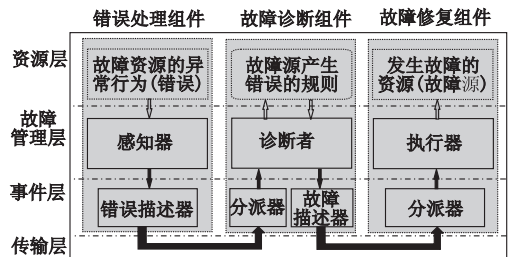 错误处理组件 故障诊断组件 故障修复组件
资源层
故障资源的异
常行为(错误)
故障源产生
错误的规则
发生故障的
资源(故障源)
故障
管理层
感知器
诊断者
执行器
事件层
错误描述器
分派器
故障
描述器
分派器
传输层